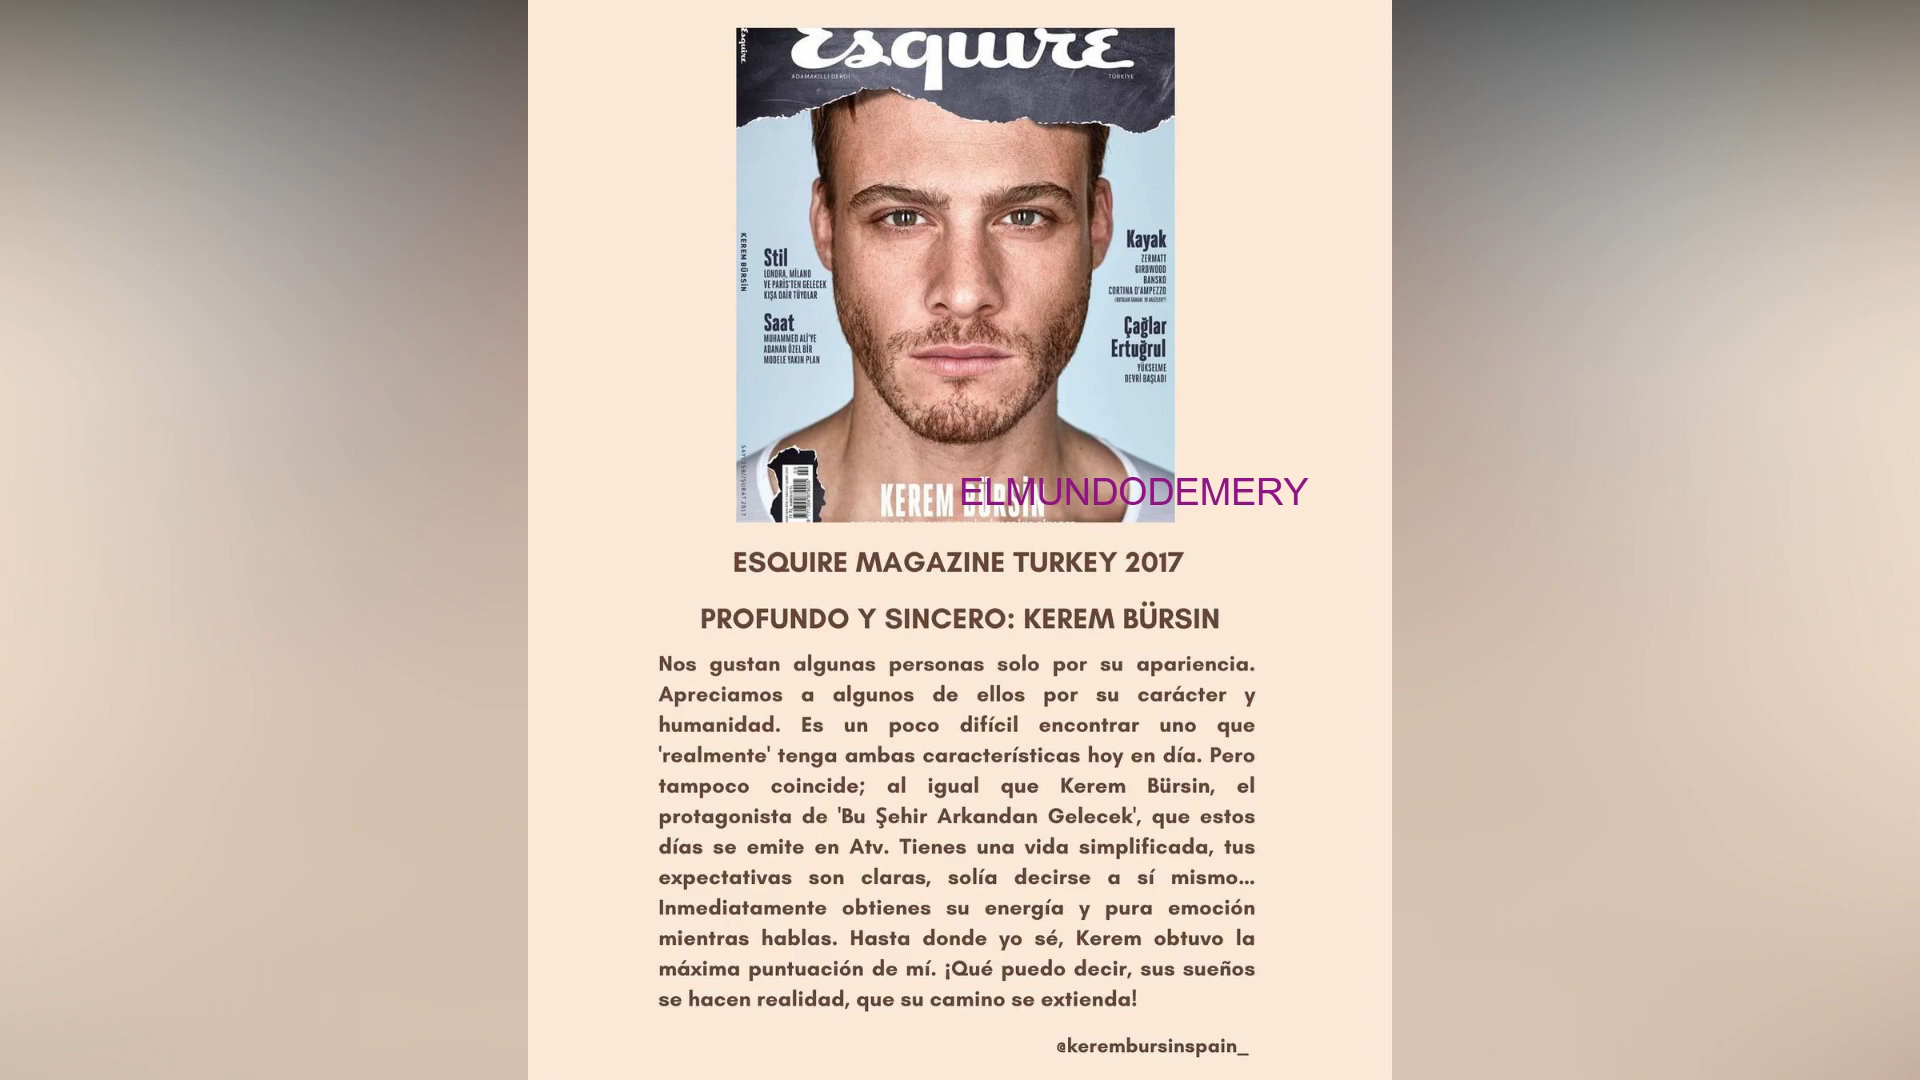 Esquire
Esquire
ADAMAKILLI DERGİ
TÜRKİYE
KEREM BÜRSİN
Stil
LONDRA, MİLANO
VE PARİS'TEN GELECEK
KIŞA DAİR TÜYOLAR
Saat
MUHAMMED ALİ'YE
ADANAN ÖZEL BİR
MODELE YAKIN PLAN
Kayak
ZERMATT
GIRDWOOD
BANSKO
CORTINA D'AMPEZZO
Çağlar
Ertuğrul
YÜKSELME
DEVRİ BAŞLADI
ŞUBAT 2017
KEREM BÜRSİN
ELMUNDODEMERY
ESQUIRE MAGAZINE TURKEY 2017
PROFUNDO Y SINCERO: KEREM BÜRSIN
Nos gustan algunas personas solo por su apariencia.
Apreciamos a algunos de ellos por su carácter y
humanidad. Es un poco difícil encontrar uno que
'realmente' tenga ambas características hoy en día. Pero
tampoco coincide; al igual que Kerem Bürsin, el
protagonista de 'Bu Şehir Arkandan Gelecek', que estos
días se emite en Atv. Tienes una vida simplificada, tus
expectativas son claras, solía decirse a sí mismo...
Inmediatamente obtienes su energía y pura emoción
mientras hablas. Hasta donde yo sé, Kerem obtuvo la
máxima puntuación de mí. ¡Qué puedo decir, sus sueños
se hacen realidad, que su camino se extienda!
@kerembursinspain_